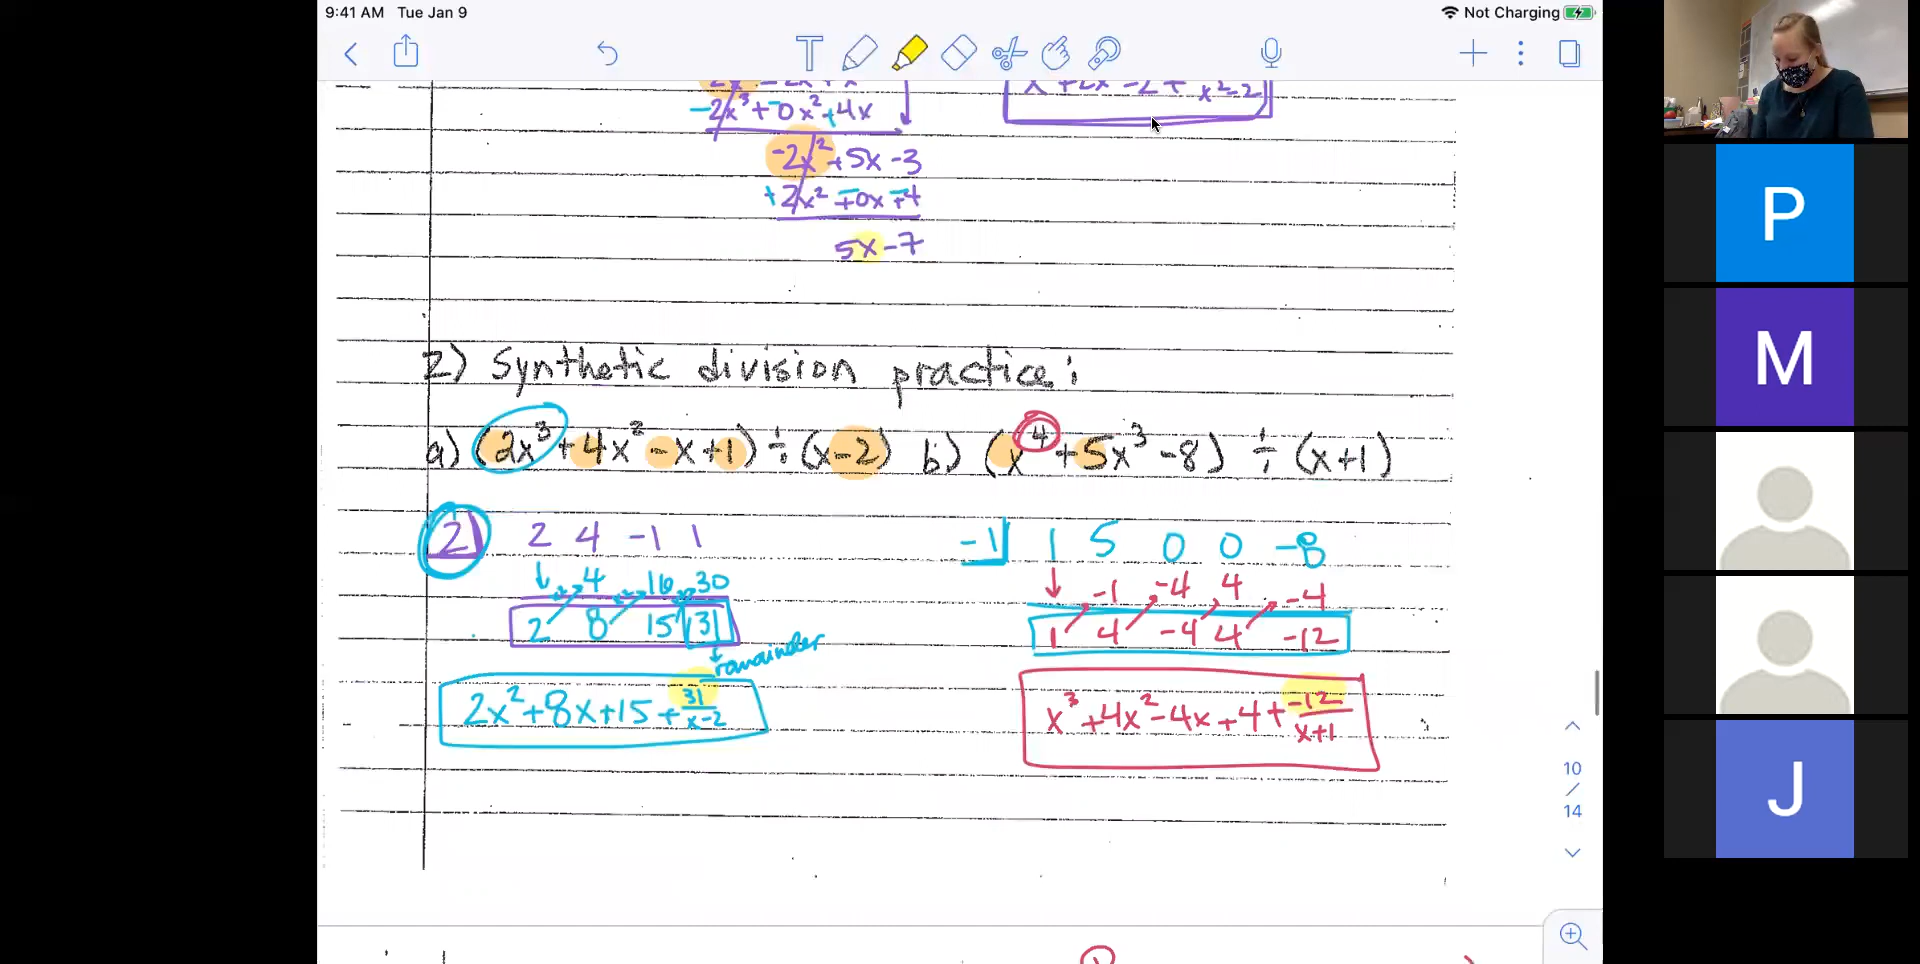 9:41 AM Tue Jan 9
Not Charging
-2x³+-0x²+4x
x²-2
-2x²+5x-3
+2x²-+0x-+4
5x-7
2) Synthetic division practice:
a) (2x³+4x²-x+1)÷(x-2) b) (x⁴+5x³-8) ÷ (x+1)
2 2 4 -1 1
-1 1 5 0 0 -8
4 16 30
-1 -4 4 -4
2 8 15 31
1 4 -4 4 -12
remainder
2x²+8x+15+31/x-2
x³+4x²-4x+4+-12/x+1
10
/
14
P
M
J